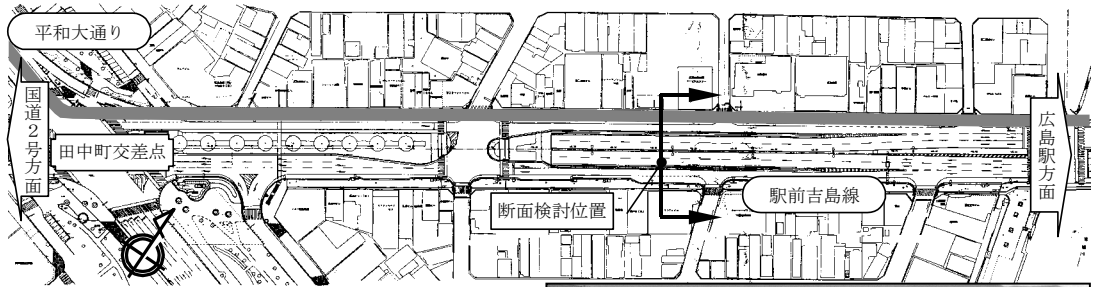 平和大通り
国道2号方面
田中町交差点
断面検討位置
駅前吉島線
広島駅方面